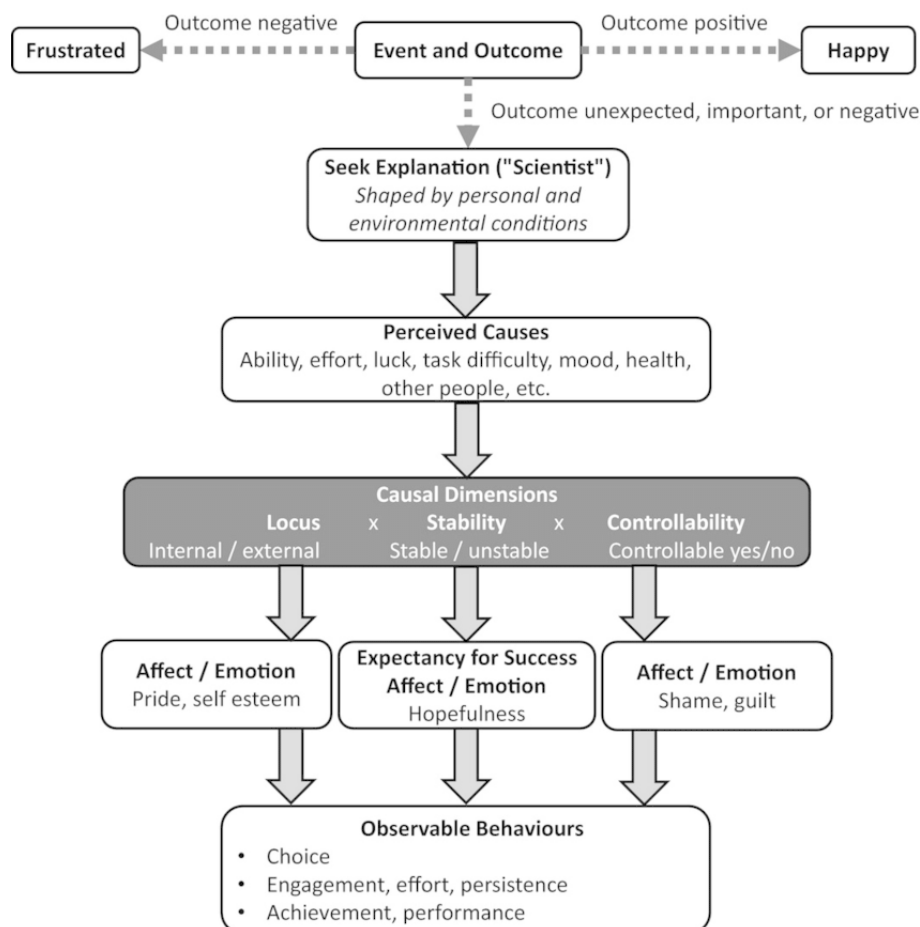 Outcome negative
Outcome positive
Frustrated
Event and Outcome
Happy
Outcome unexpected, important, or negative
Seek Explanation ("Scientist")
Shaped by personal and
environmental conditions
Perceived Causes
Ability, effort, luck, task difficulty, mood, health,
other people, etc.
Causal Dimensions
Locus x Stability x Controllability
Internal / external Stable / unstable Controllable yes/no
Affect / Emotion
Pride, self esteem
Expectancy for Success
Affect / Emotion
Hopefulness
Affect / Emotion
Shame, guilt
Observable Behaviours
• Choice
• Engagement, effort, persistence
• Achievement, performance